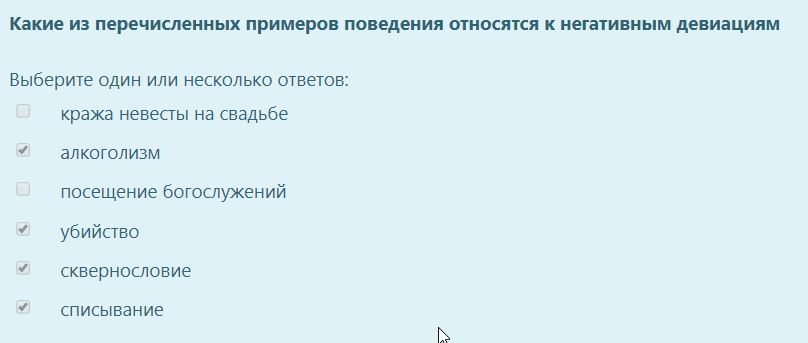 Какие из перечисленных примеров поведения относятся к негативным девиациям
Выберите один или несколько ответов:
кража невесты на свадьбе
алкоголизм
посещение богослужений
убийство
сквернословие
списывание